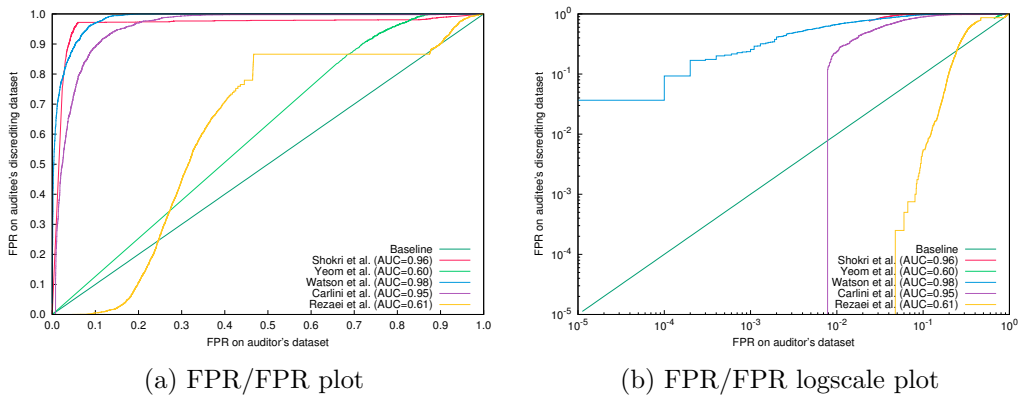 1.0
0.9
0.8
0.7
0.6
0.5
0.4
0.3
0.2
0.1
0.0
FPR on auditee's discrediting dataset
Baseline
Shokri et al. (AUC=0.96)
Yeom et al. (AUC=0.60)
Watson et al. (AUC=0.98)
Carlini et al. (AUC=0.95)
Rezaei et al. (AUC=0.61)
0.0 0.1 0.2 0.3 0.4 0.5 0.6 0.7 0.8 0.9 1.0
FPR on auditor's dataset
(a) FPR/FPR plot
10^0
10^-1
10^-2
10^-3
10^-4
10^-5
FPR on auditee's discrediting dataset
Baseline
Shokri et al. (AUC=0.96)
Yeom et al. (AUC=0.60)
Watson et al. (AUC=0.98)
Carlini et al. (AUC=0.95)
Rezaei et al. (AUC=0.61)
10^-5 10^-4 10^-3 10^-2 10^-1 10^0
FPR on auditor's dataset
(b) FPR/FPR logscale plot